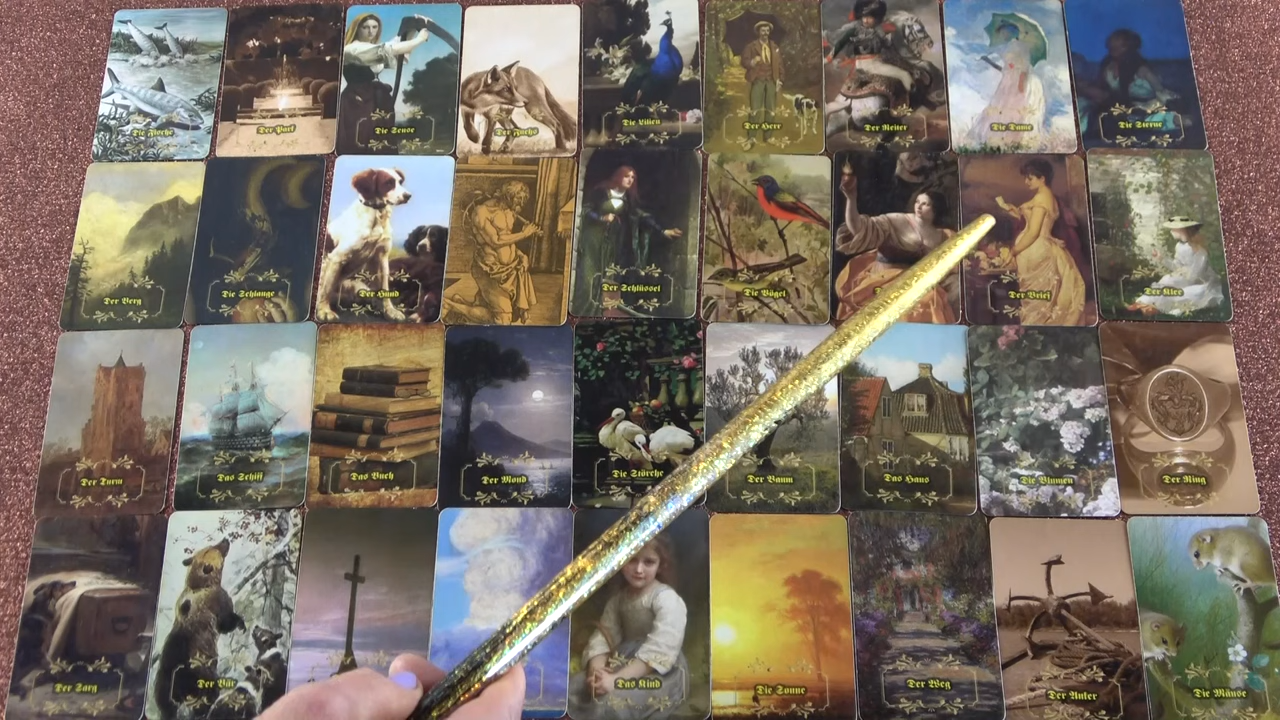 Die Fische
Der Park
Die Sense
Der Fuchs
Die Lilien
Der Herr
Der Reiter
Die Dame
Die Sterne
Der Berg
Die Schlange
Der Hund
Der Schlüssel
Die Vögel
Der Brief
Der Klee
Der Turm
Das Schiff
Das Buch
Der Mond
Die Störche
Der Baum
Das Haus
Die Blumen
Der Ring
Der Sarg
Der Bär
Das Kind
Die Sonne
Der Weg
Der Anker
Die Mäuse